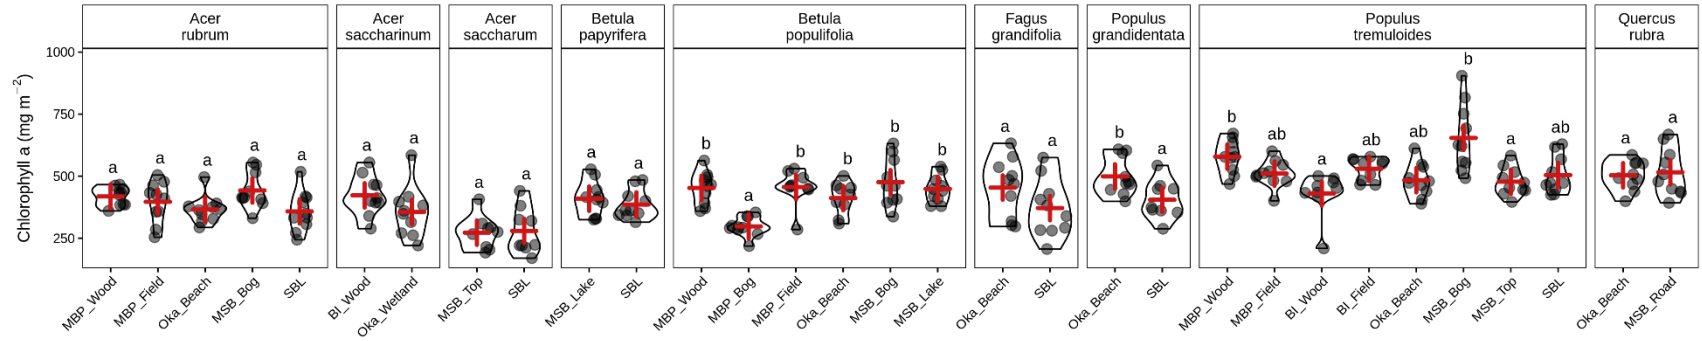 Acer
rubrum
Acer
saccharinum
Acer
saccharum
Betula
papyrifera
Betula
populifolia
Fagus
grandifolia
Populus
grandidentata
Populus
tremuloides
Quercus
rubra
Chlorophyll a (mg m⁻²)
1000
750
500
250
a a a a a
a a
a a
a a
b a b b b b
a a
b a
b ab a ab ab b a ab
a a
MBP_Wood
MBP_Field
Oka_Beach
MSB_Bog
SBL
BI_Wood
Oka_Wetland
MSB_Top
SBL
MSB_Lake
SBL
MBP_Wood
MBP_Bog
MBP_Field
Oka_Beach
MSB_Bog
MSB_Lake
Oka_Beach
SBL
Oka_Beach
SBL
MBP_Wood
MBP_Field
BI_Wood
BI_Field
Oka_Beach
MSB_Bog
MSB_Top
SBL
Oka_Beach
MSB_Road